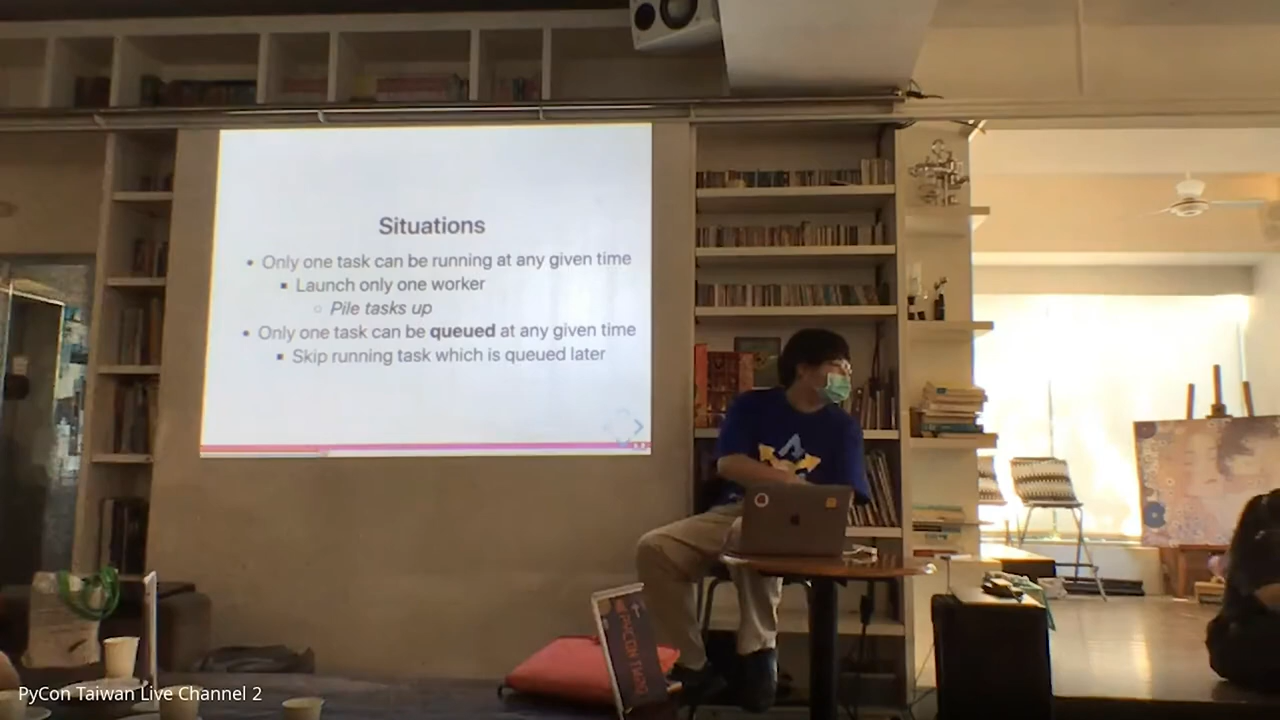 Situations
• Only one task can be running at any given time
▪ Launch only one worker
○ Pile tasks up
• Only one task can be queued at any given time
▪ Skip running task which is queued later
PyCon Taiwan Live Channel 2